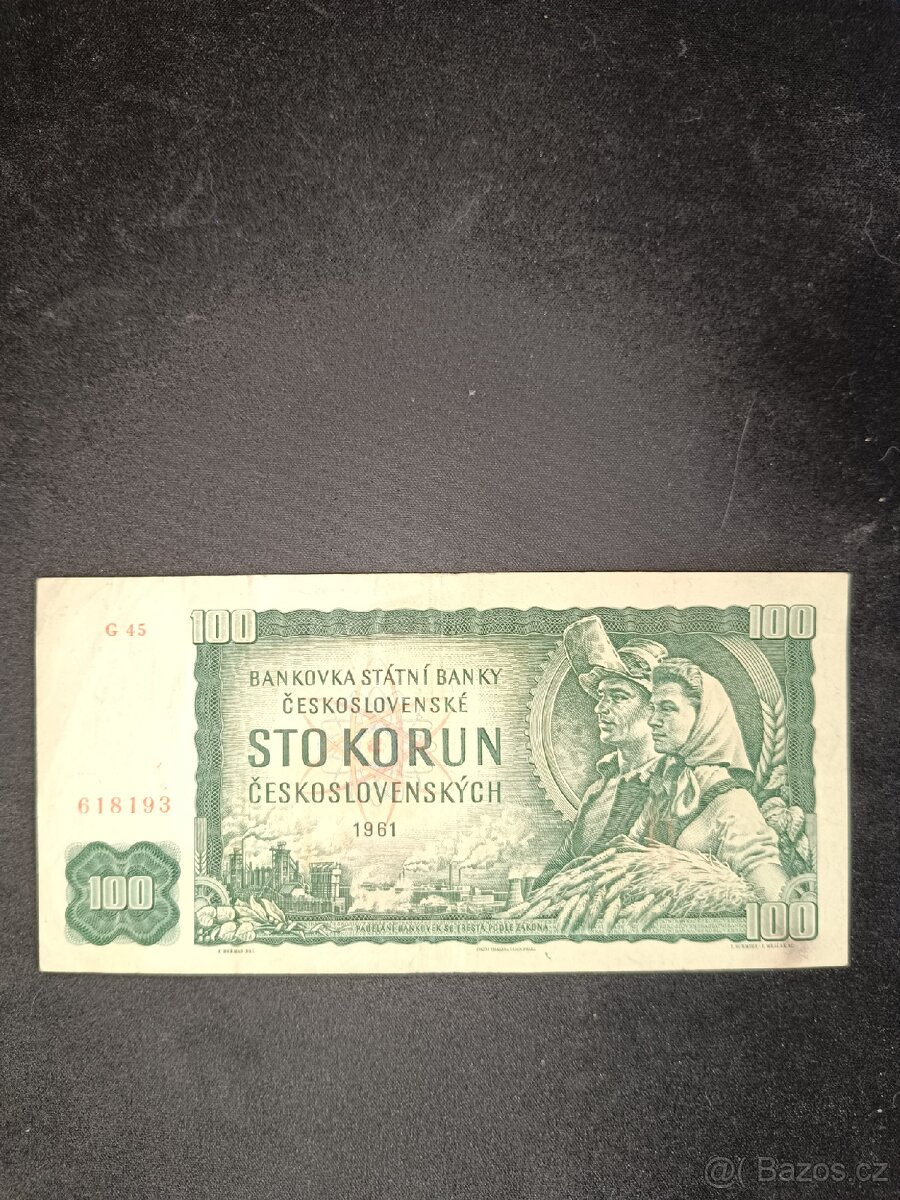 G 45
100
100
BANKOVKA STÁTNÍ BANKY
ČESKOSLOVENSKÉ
STO KORUN
ČESKOSLOVENSKÝCH
1961
618193
100
100
PADĚLÁNÍ BANKOVEK SE TRESTÁ PODLE ZÁKONA
@( Bazos.cz